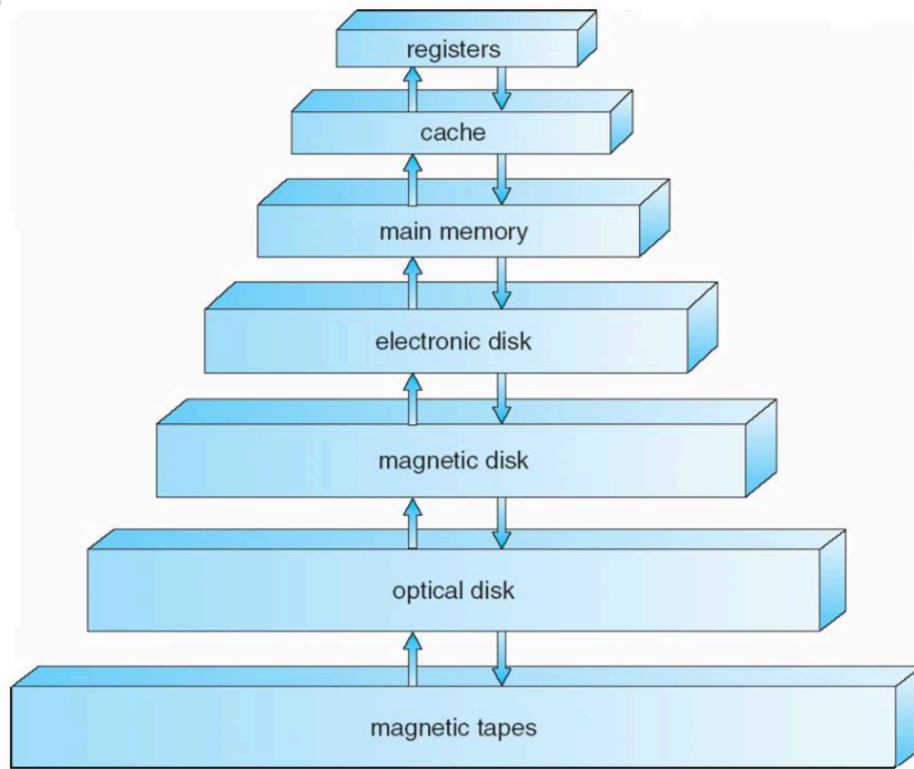 registers
cache
main memory
electronic disk
magnetic disk
optical disk
magnetic tapes